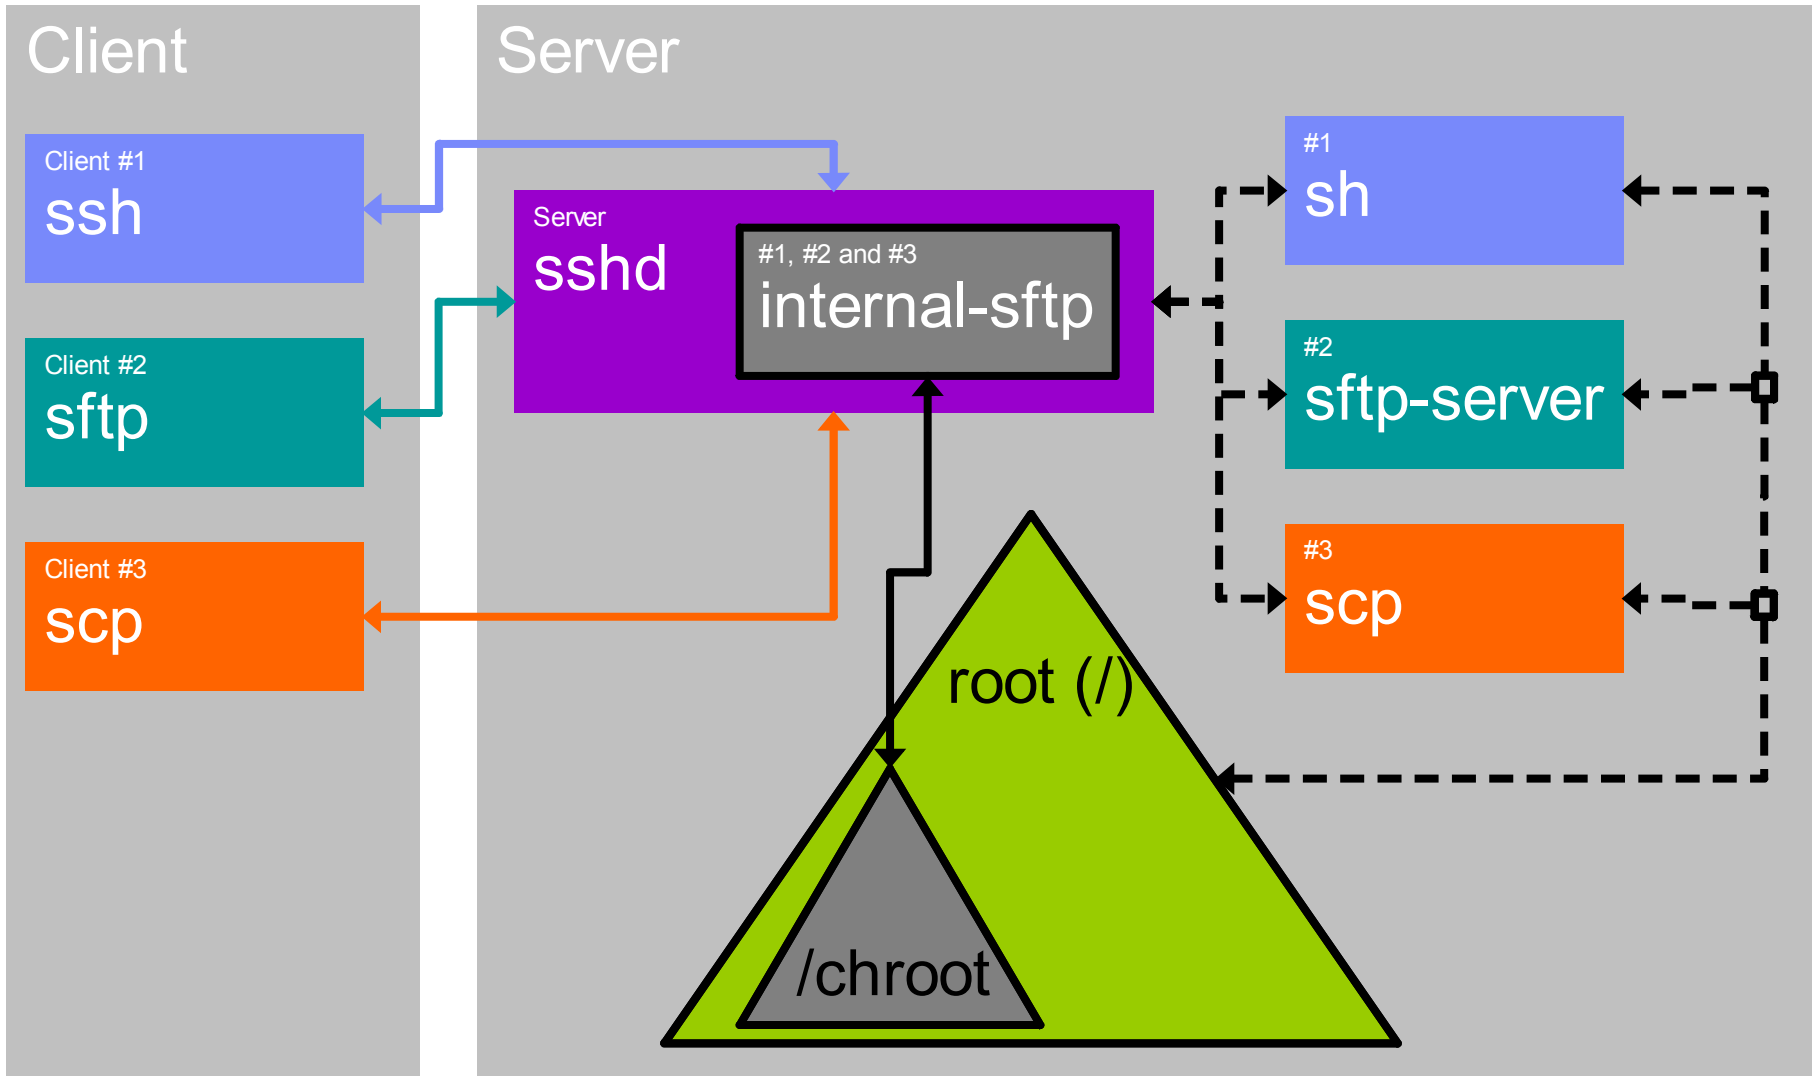 Client
Client #1
ssh
Client #2
sftp
Client #3
scp
Server
Server
sshd
#1, #2 and #3
internal-sftp
#1
sh
#2
sftp-server
#3
scp
root (/)
/chroot